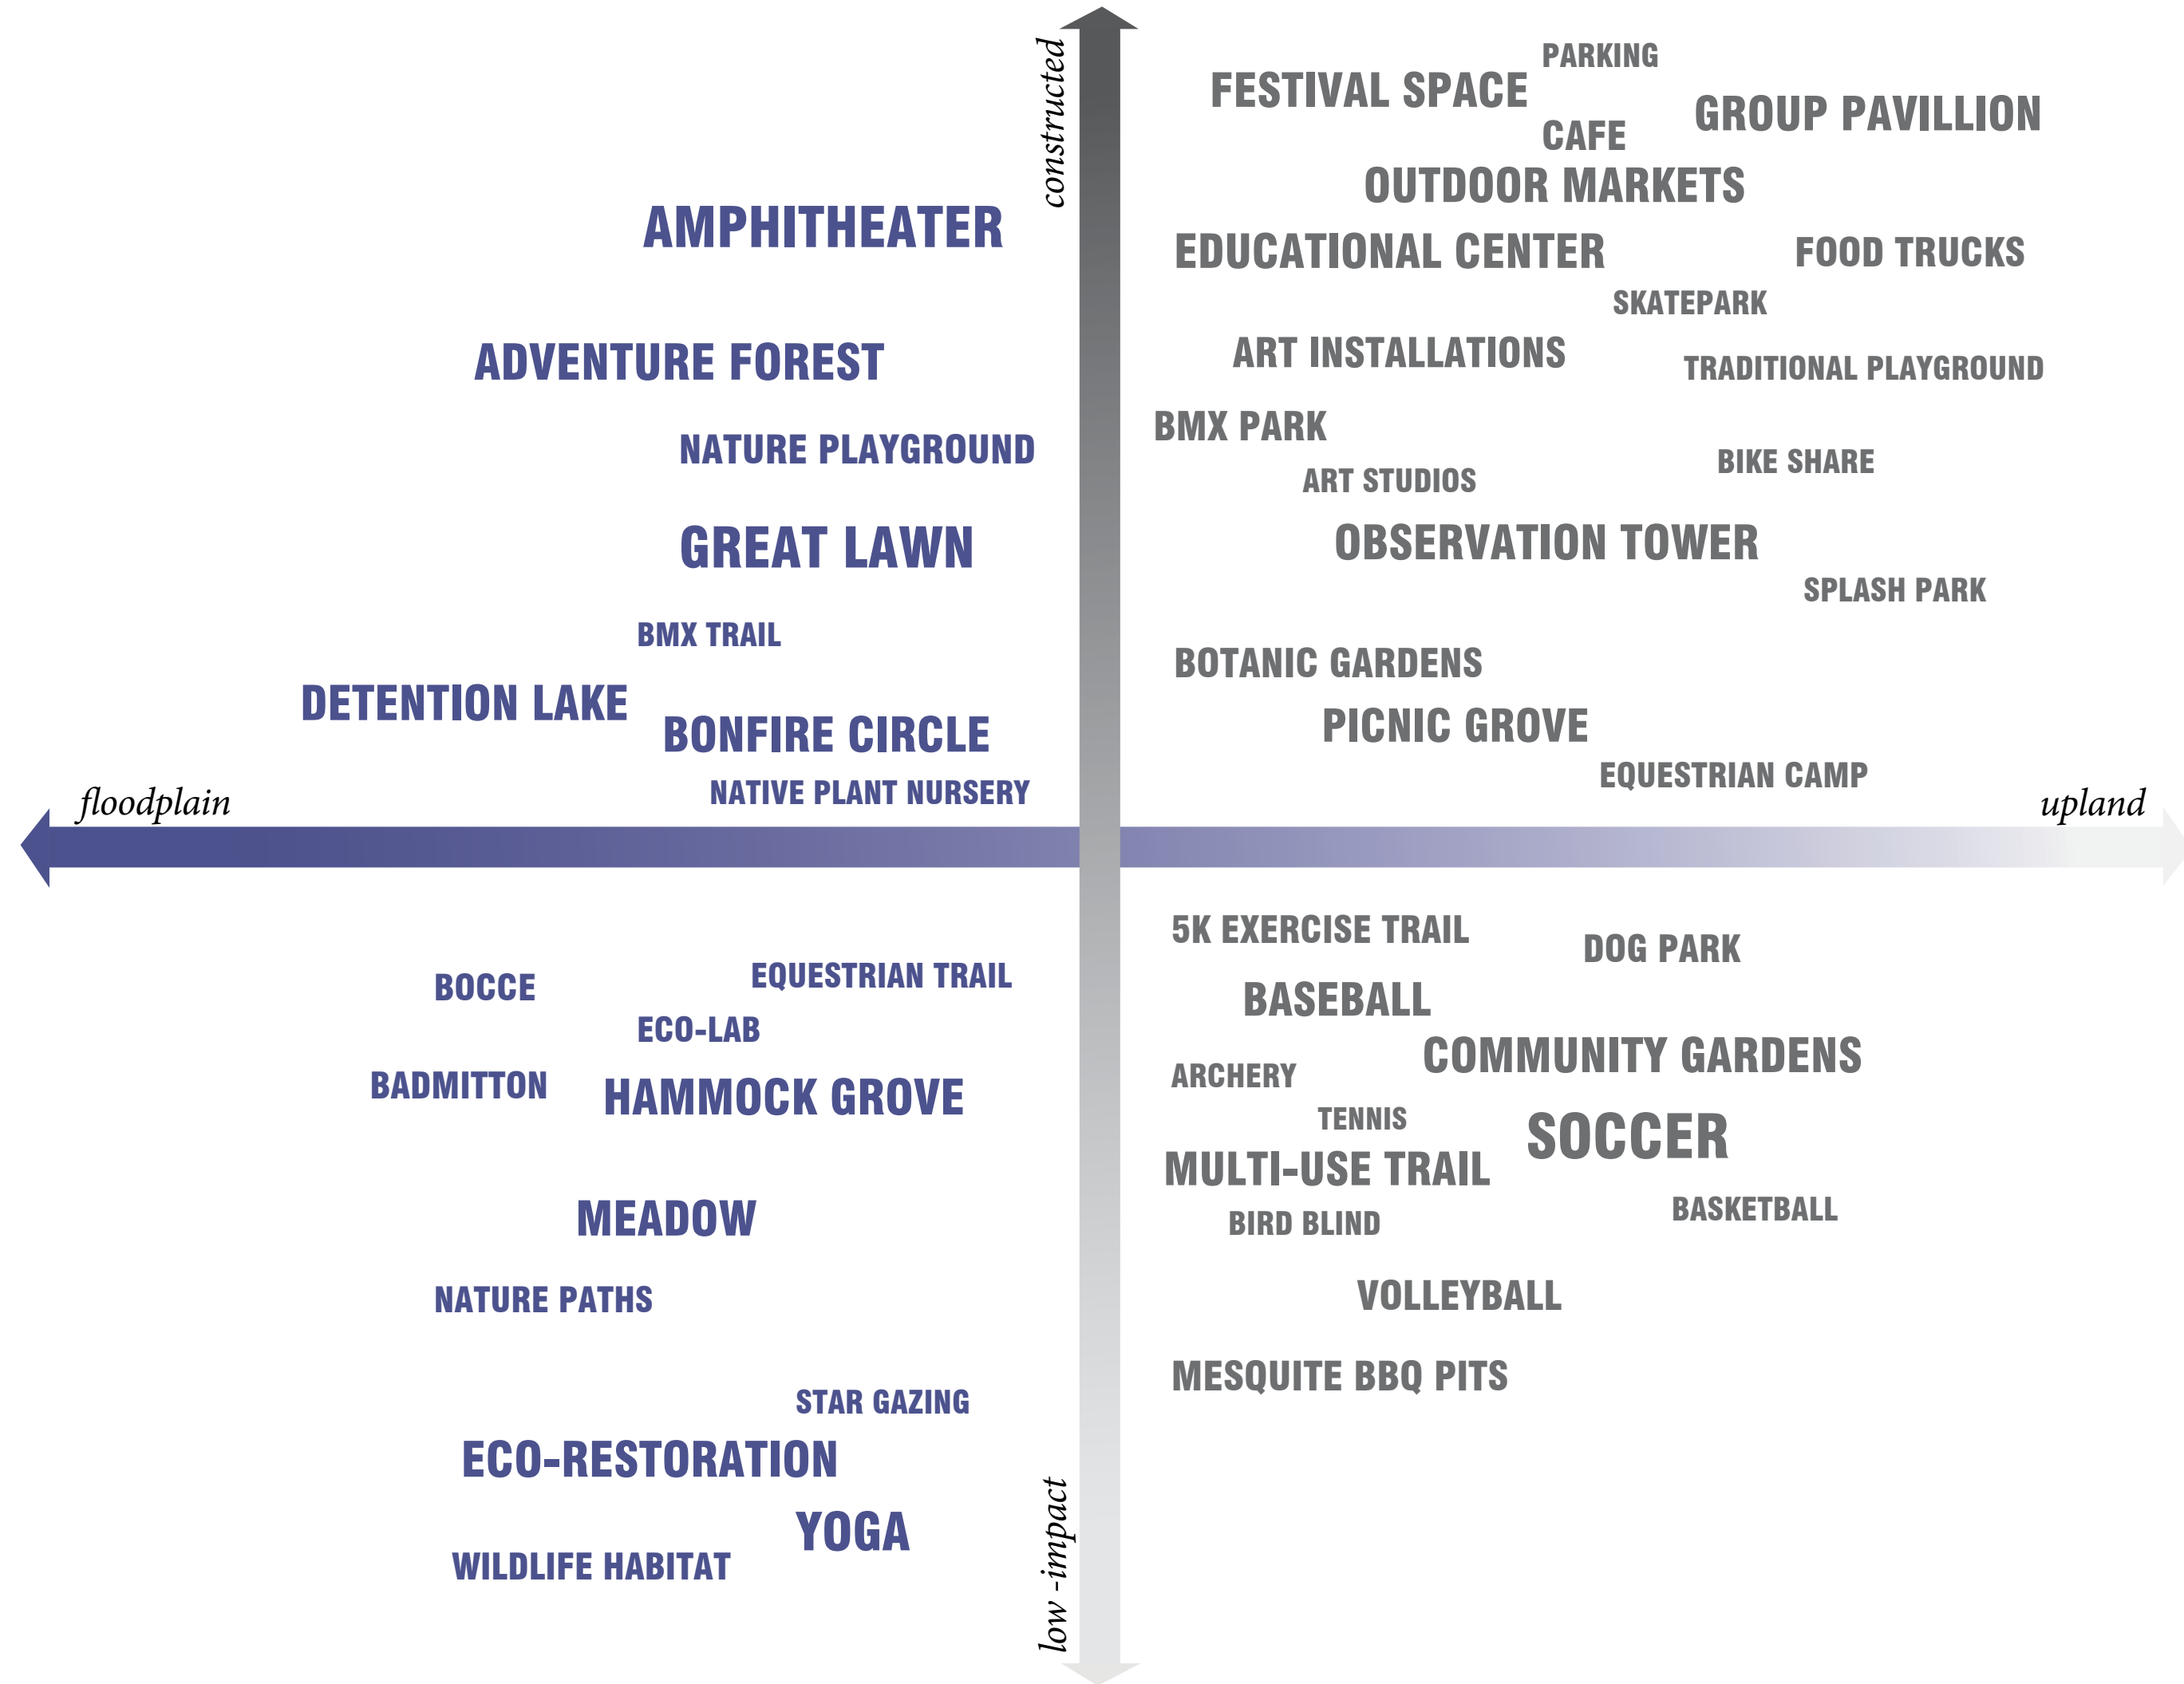 constructed
PARKING
FESTIVAL SPACE
GROUP PAVILLION
CAFE
OUTDOOR MARKETS
AMPHITHEATER
EDUCATIONAL CENTER
FOOD TRUCKS
SKATEPARK
ADVENTURE FOREST
ART INSTALLATIONS
TRADITIONAL PLAYGROUND
BMX PARK
NATURE PLAYGROUND
BIKE SHARE
ART STUDIOS
GREAT LAWN
OBSERVATION TOWER
SPLASH PARK
BMX TRAIL
BOTANIC GARDENS
DETENTION LAKE
PICNIC GROVE
BONFIRE CIRCLE
EQUESTRIAN CAMP
NATIVE PLANT NURSERY
floodplain
upland
5K EXERCISE TRAIL
DOG PARK
EQUESTRIAN TRAIL
BOCCE
BASEBALL
ECO-LAB
COMMUNITY GARDENS
ARCHERY
BADMITTON
HAMMOCK GROVE
TENNIS
SOCCER
MULTI-USE TRAIL
BASKETBALL
MEADOW
BIRD BLIND
VOLLEYBALL
NATURE PATHS
MESQUITE BBQ PITS
STAR GAZING
ECO-RESTORATION
YOGA
WILDLIFE HABITAT
low -impact